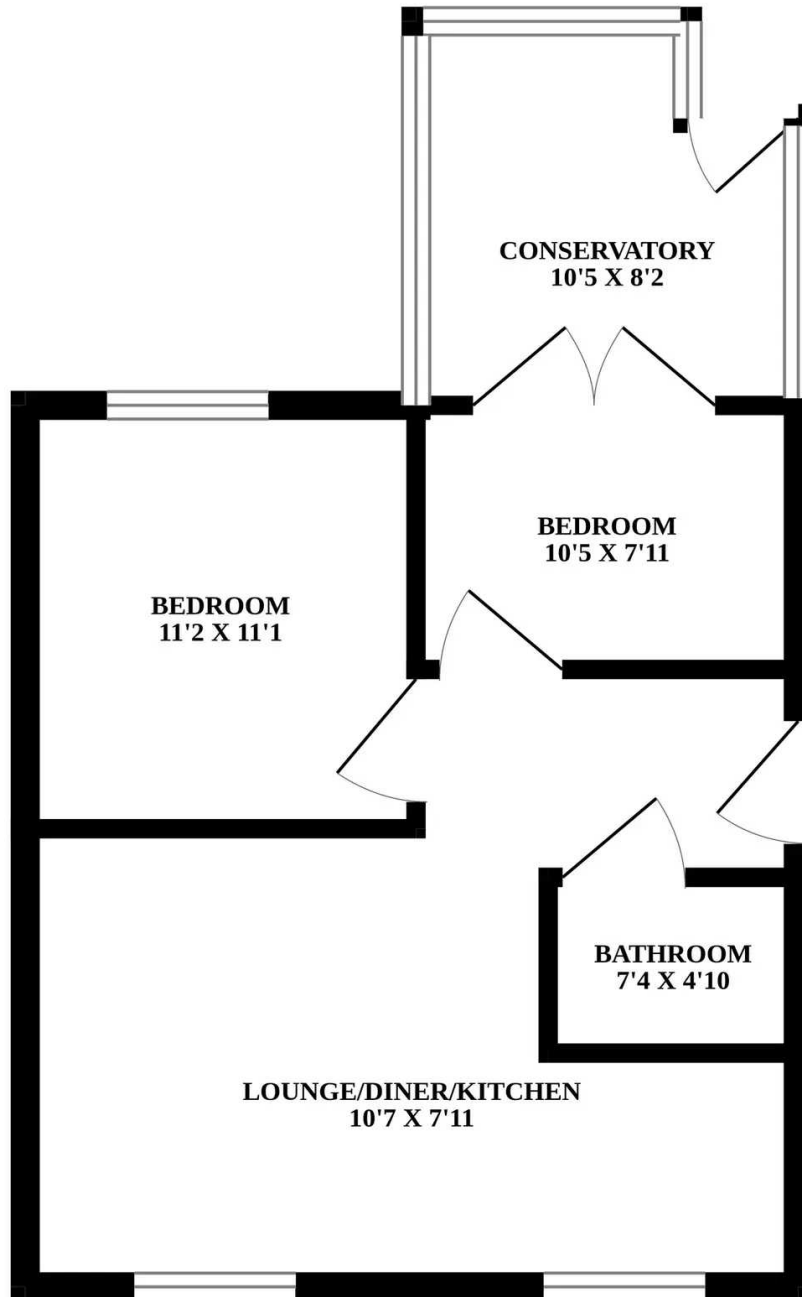 CONSERVATORY
10'5 X 8'2
BEDROOM
10'5 X 7'11
BEDROOM
11'2 X 11'1
BATHROOM
7'4 X 4'10
LOUNGE/DINER/KITCHEN
10'7 X 7'11